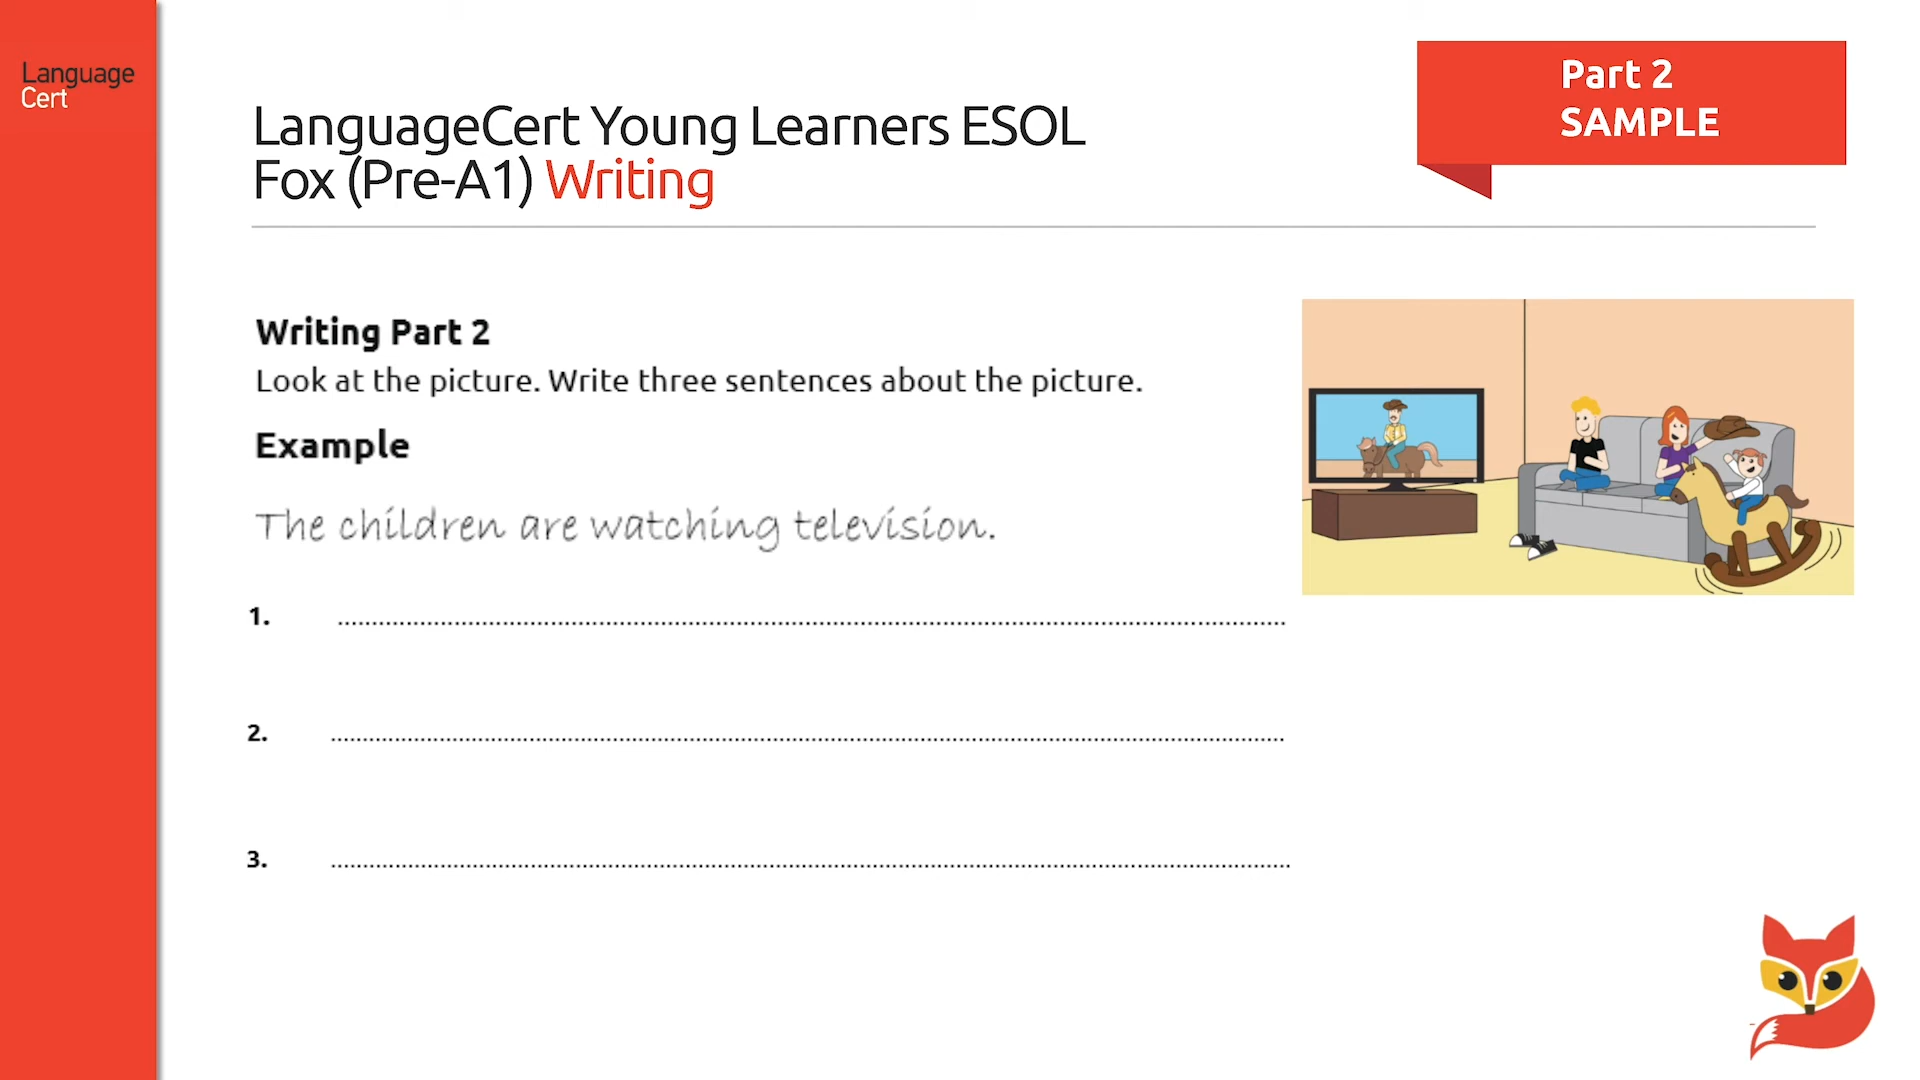 Language
Cert
Part 2
SAMPLE
LanguageCert Young Learners ESOL
Fox (Pre-A1) Writing
Writing Part 2
Look at the picture. Write three sentences about the picture.
Example
The children are watching television.
1. ........................................................................................................................
2. ........................................................................................................................
3. ........................................................................................................................